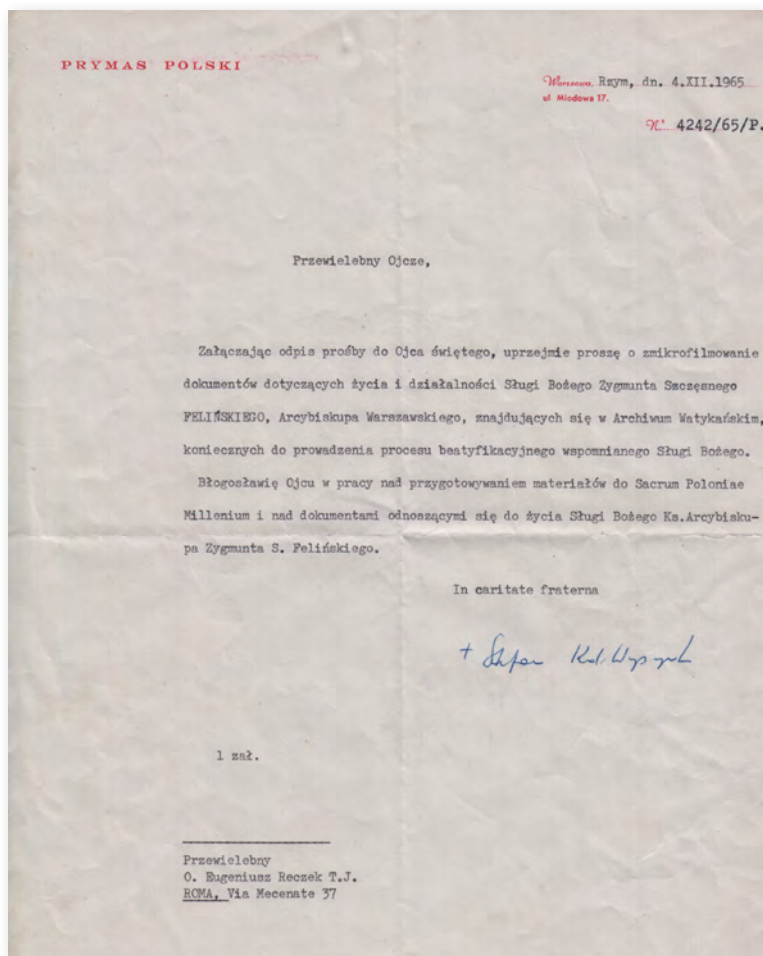 PRYMAS POLSKI
Warszawa, Rzym, dn. 4.XII.1965
ul. Miodowa 17.
N° 4242/65/P.
Przewielebny Ojcze,
Załączając odpis prośby do Ojca świętego, uprzejmie proszę o zmikrofilmowanie
dokumentów dotyczących życia i działalności Sługi Bożego Zygmunta Szczęsnego
FELIŃSKIEGO, Arcybiskupa Warszawskiego, znajdujących się w Archiwum Watykańskim,
koniecznych do prowadzenia procesu beatyfikacyjnego wspomnianego Sługi Bożego.
Błogosławię Ojcu w pracy nad przygotowywaniem materiałów do Sacrum Poloniae
Millenium i nad dokumentami odnoszącymi się do życia Sługi Bożego Ks.Arcybisku-
pa Zygmunta S. Felińskiego.
In caritate fraterna
+ Stefan Kard. Wyszyński
1 zał.
Przewielebny
O. Eugeniusz Reczek T.J.
ROMA, Via Mecenate 37